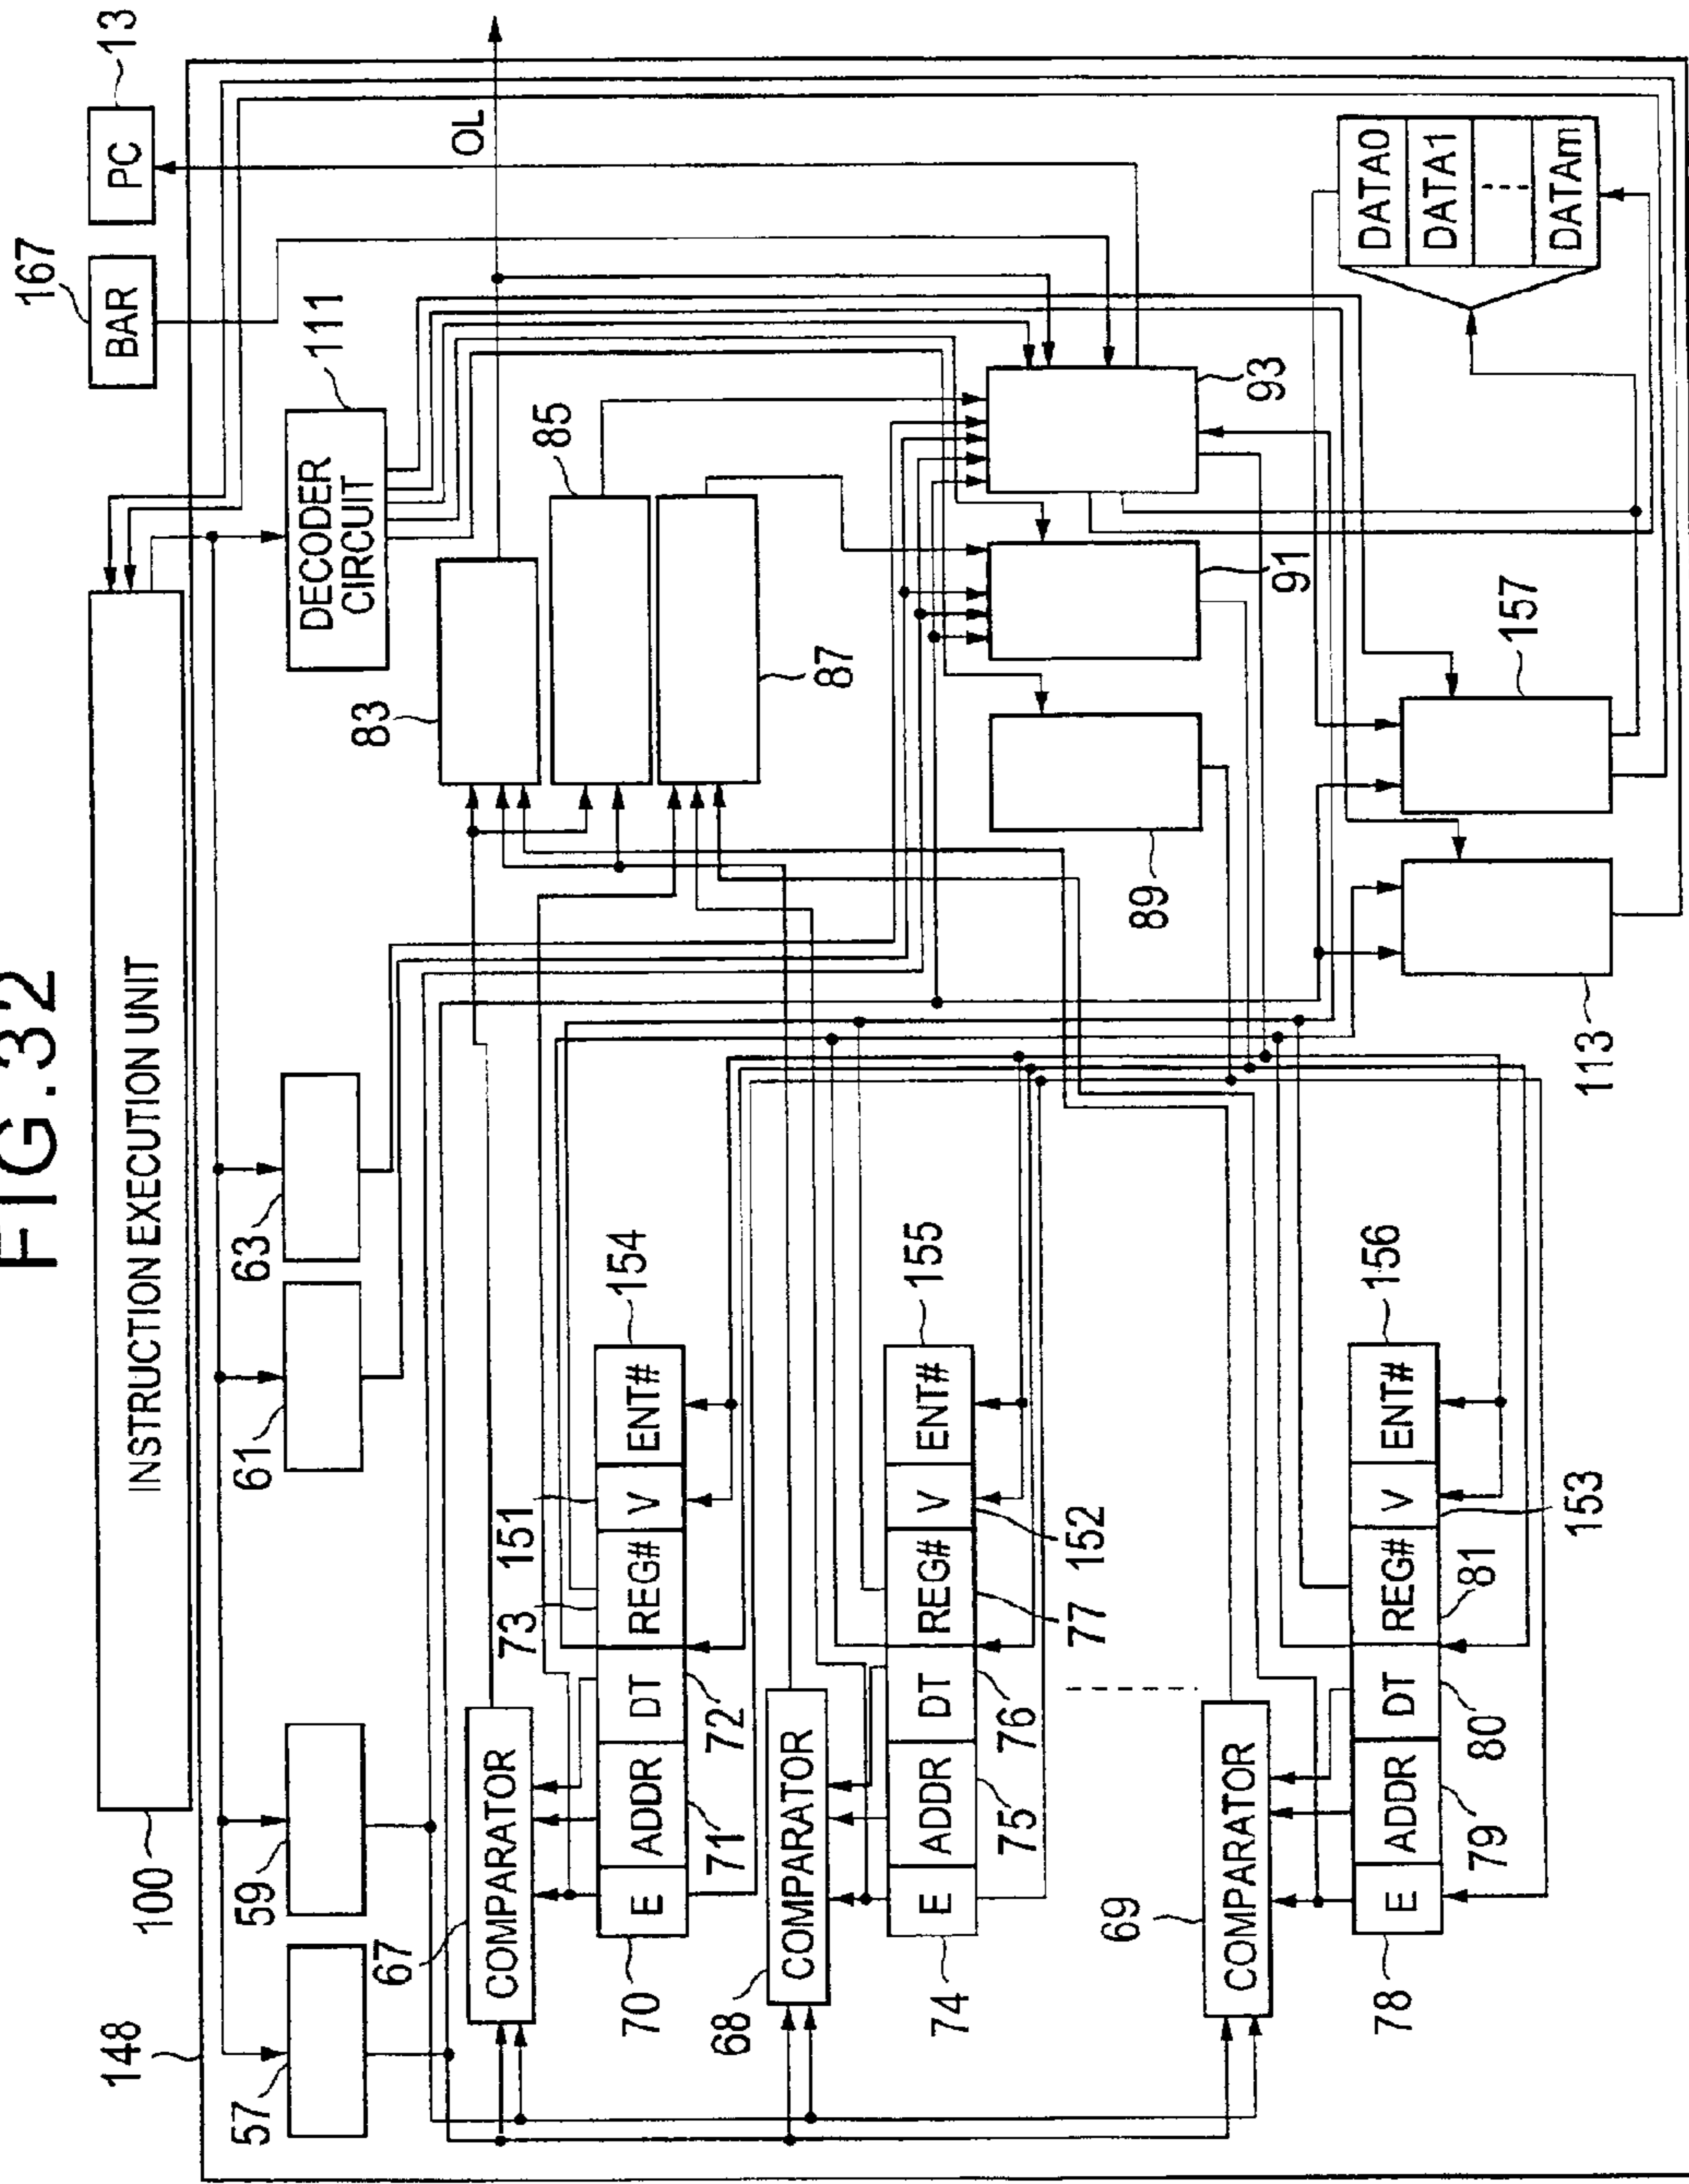 FIG.32
148
100
INSTRUCTION EXECUTION UNIT
167
BAR
PC
13
57
59
61
63
DECODER CIRCUIT
111
OL
67
COMPARATOR
83
85
87
70
E
ADDR
DT
REG#
V
ENT#
71
72
73
151
154
68
COMPARATOR
74
E
ADDR
DT
REG#
V
ENT#
75
76
77
152
155
89
91
93
69
COMPARATOR
78
E
ADDR
DT
REG#
V
ENT#
79
80
81
153
156
113
157
DATA0
DATA1
DATAm